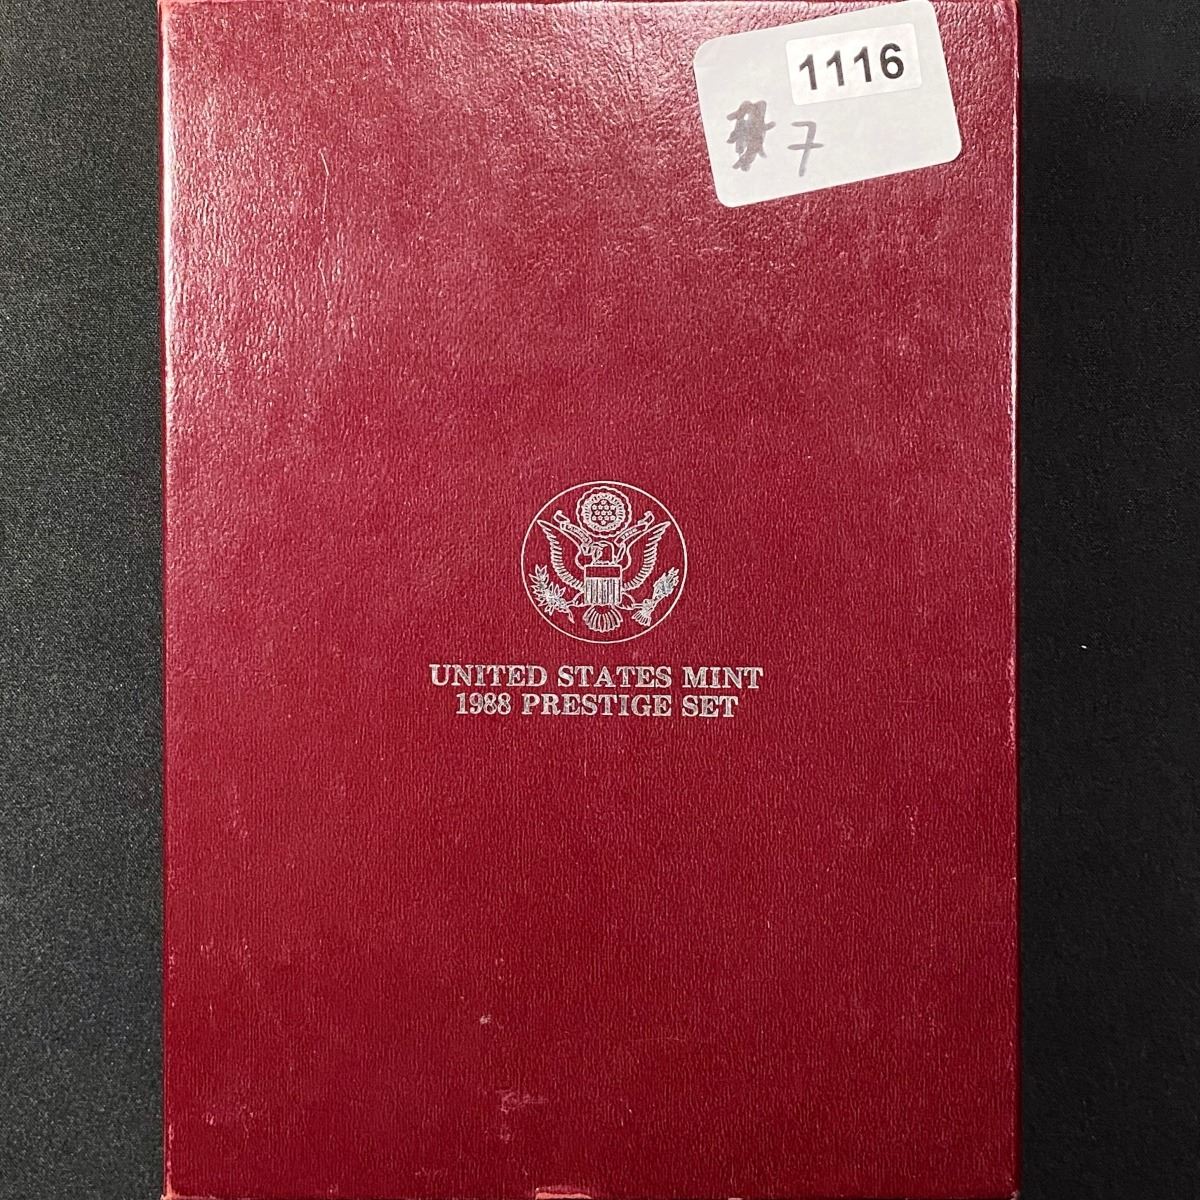 1116
# 7
UNITED STATES MINT
1988 PRESTIGE SET